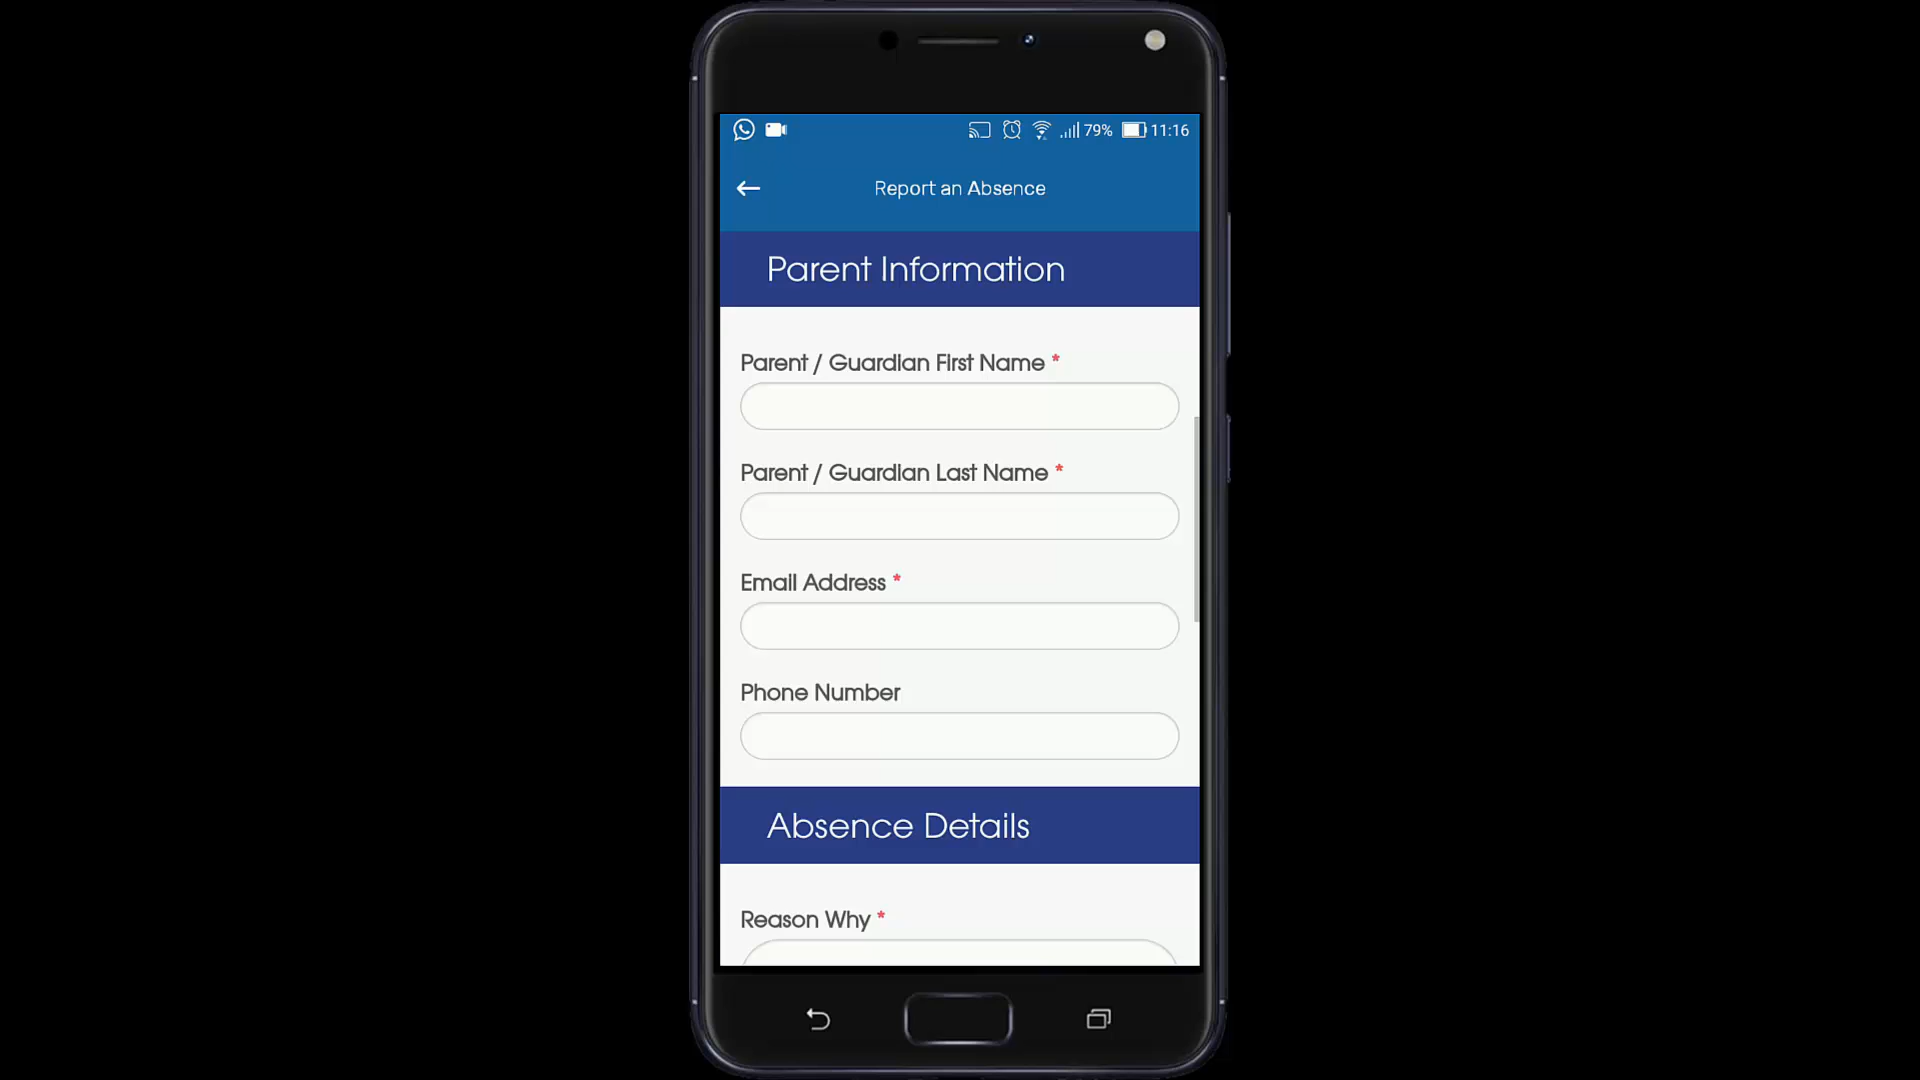 79% 11:16
Report an Absence
Parent Information
Parent / Guardian First Name *
Parent / Guardian Last Name *
Email Address *
Phone Number
Absence Details
Reason Why *